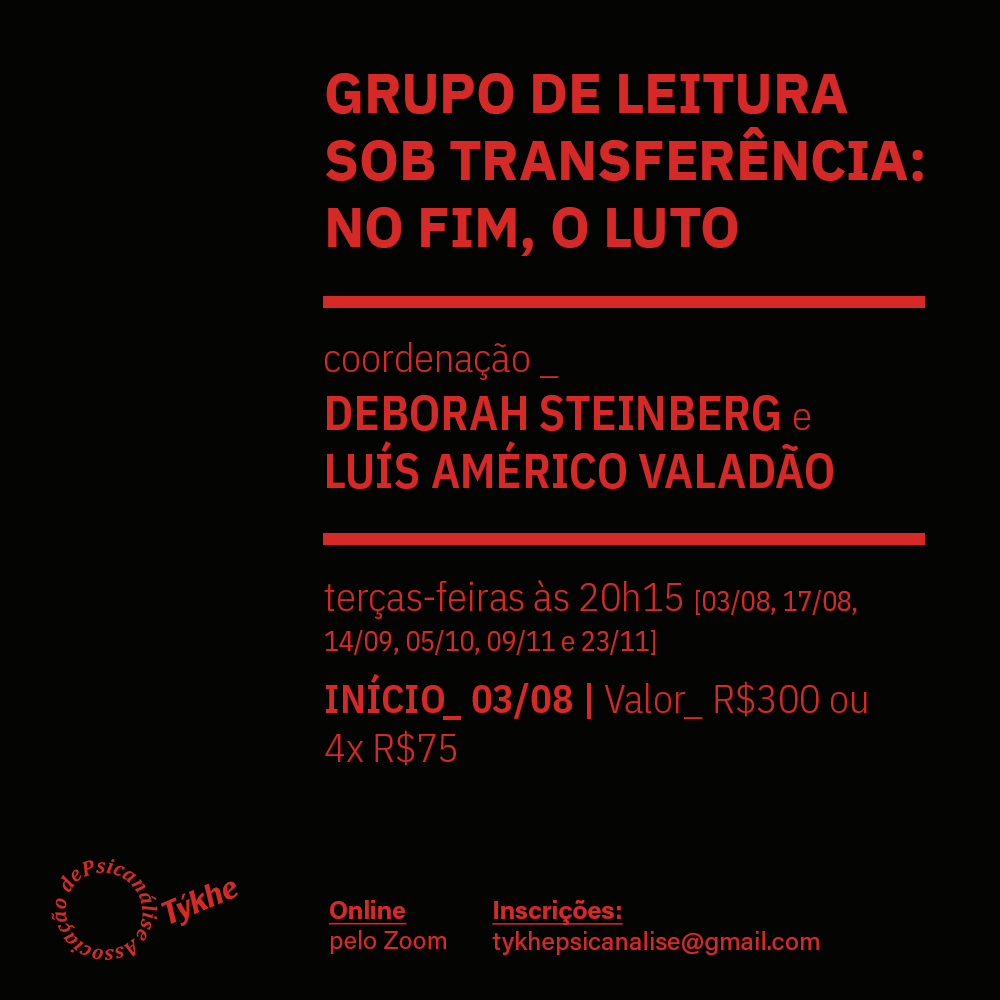 GRUPO DE LEITURA
SOB TRANSFERÊNCIA:
NO FIM, O LUTO
coordenação _
DEBORAH STEINBERG e
LUÍS AMÉRICO VALADÃO
terças-feiras às 20h15 [03/08, 17/08,
14/09, 05/10, 09/11 e 23/11]
INÍCIO_ 03/08 | Valor_ R$300 ou
4x R$75
Associação de Psicanálise
Týkhe
Online
pelo Zoom
Inscrições:
tykhepsicanalise@gmail.com